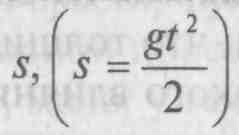 s, (s = gt²/2)